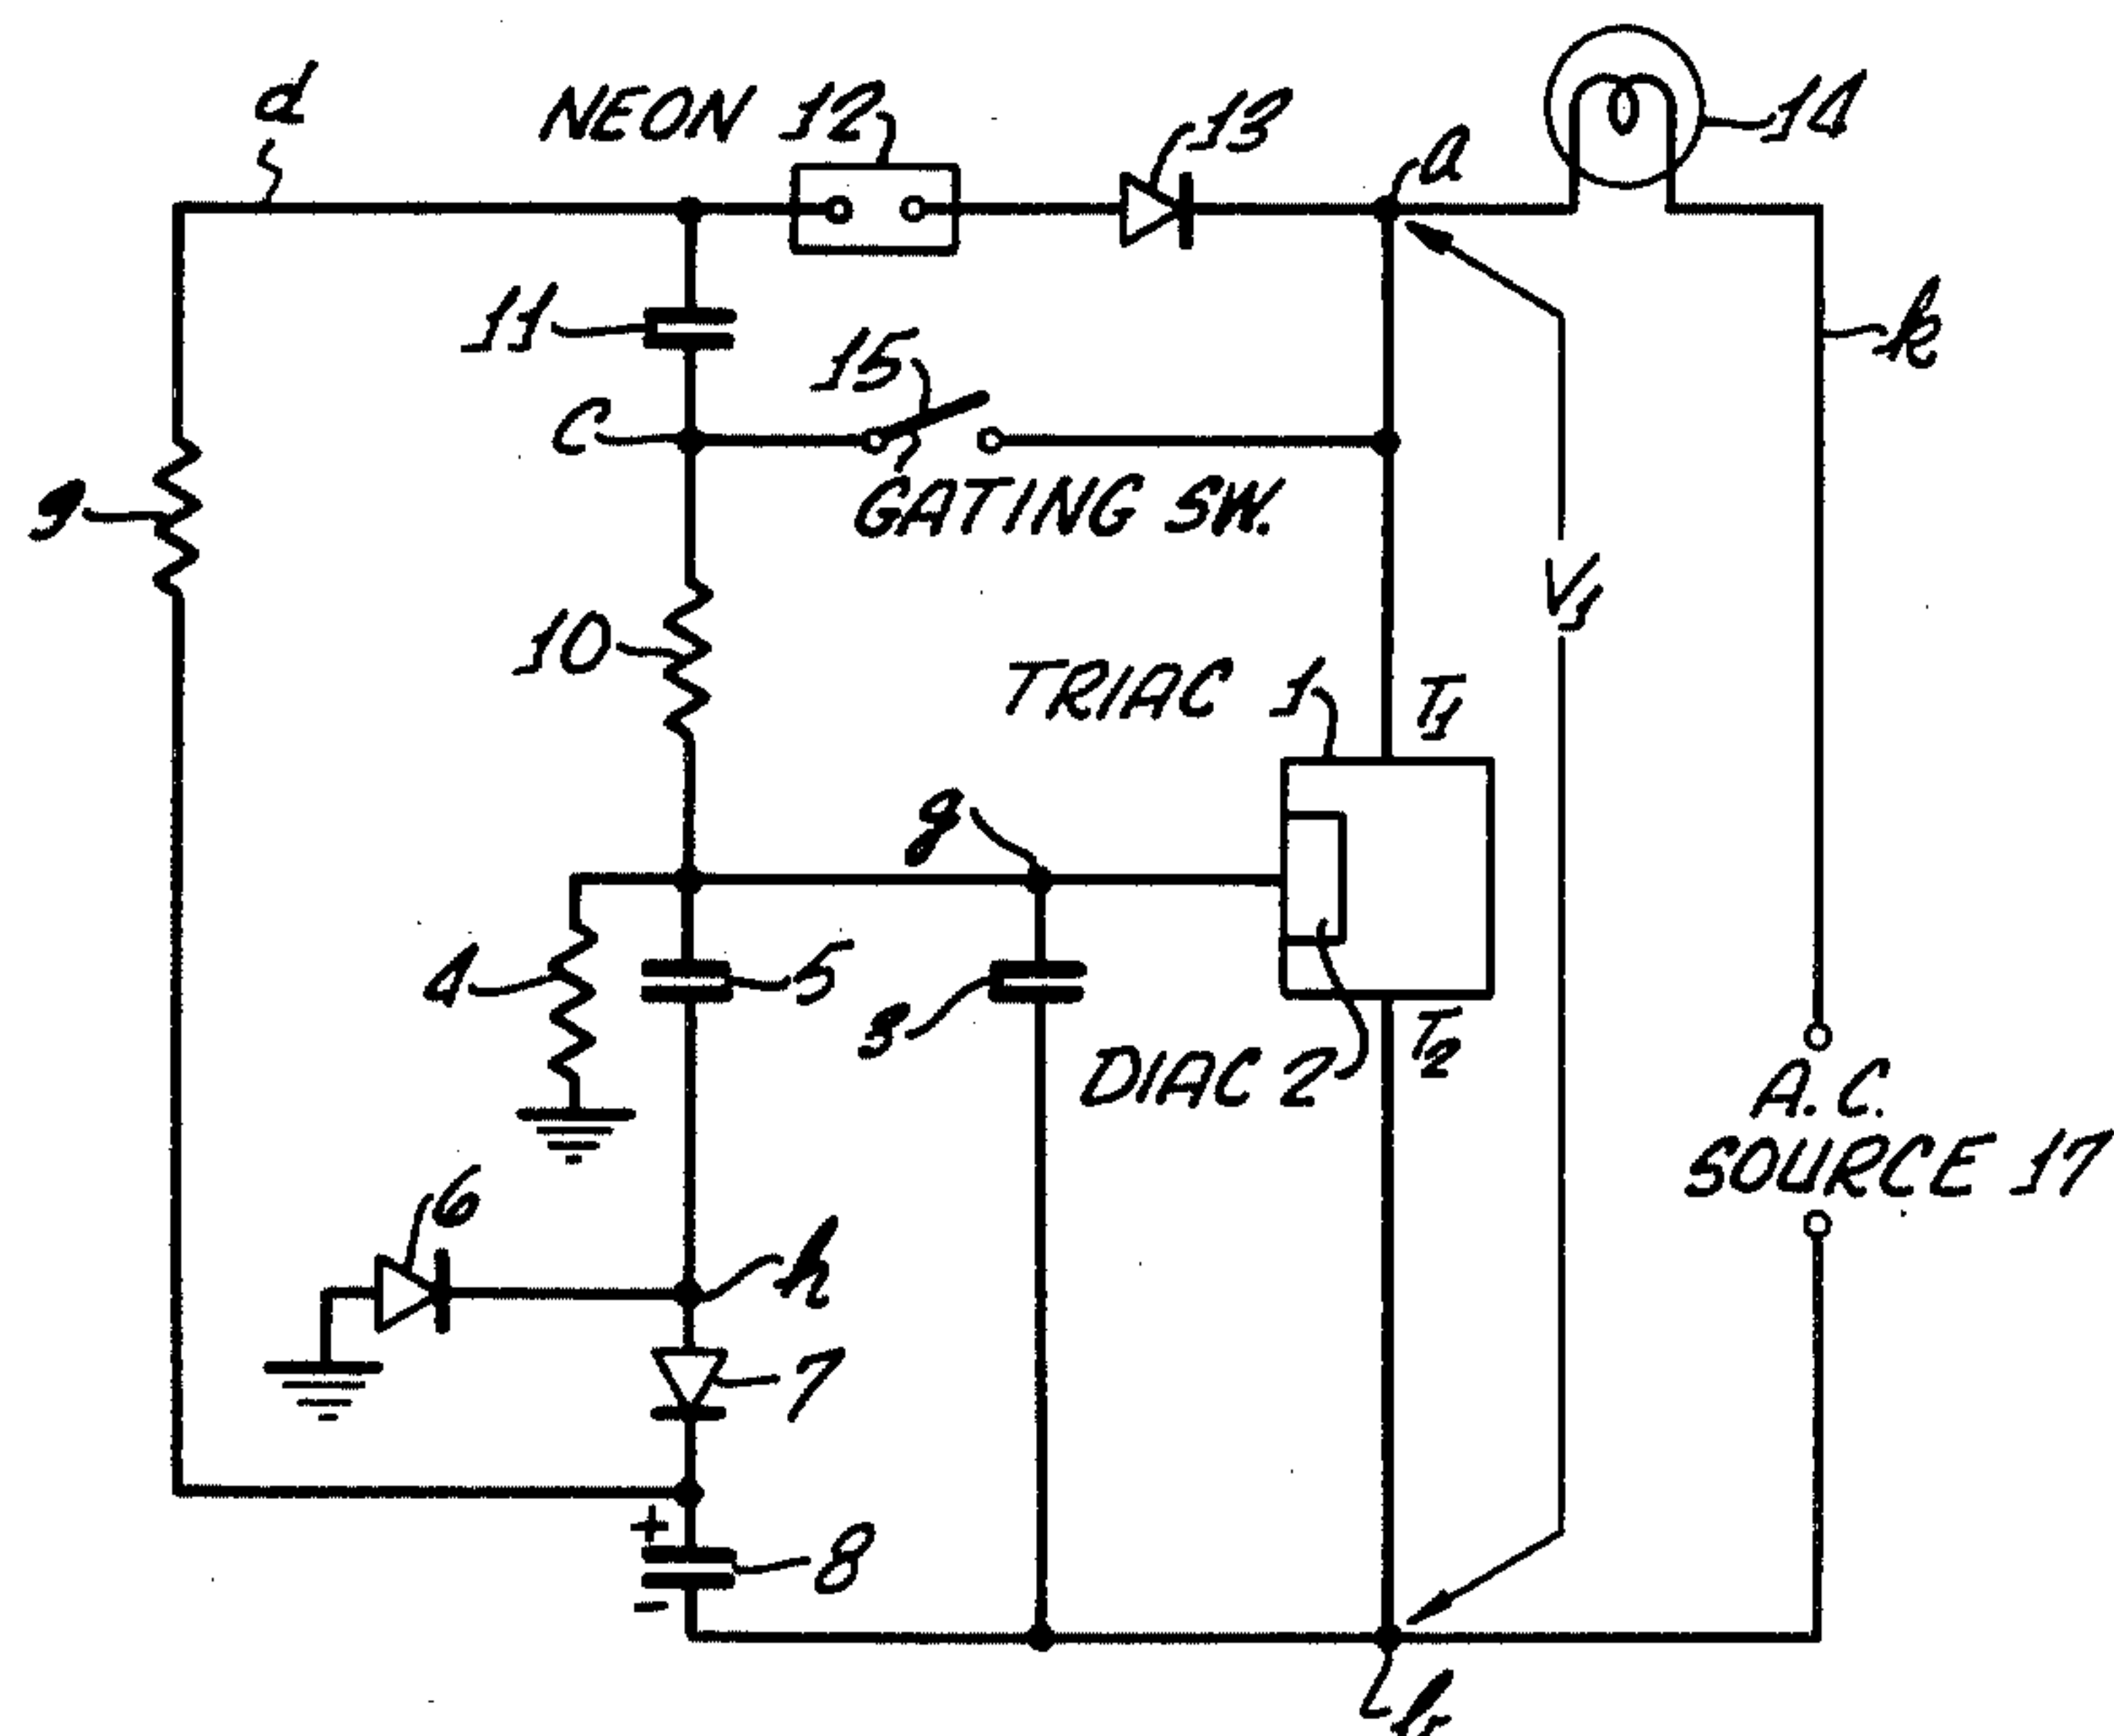 d
NEON 12
13
a
14
11
15
k
c
GATING SW.
9
V1
10
TRIAC 1
T1
g
4
5
3
DIAC 2
T2
A.C.
SOURCE 17
6
h
7
+
8
-
b